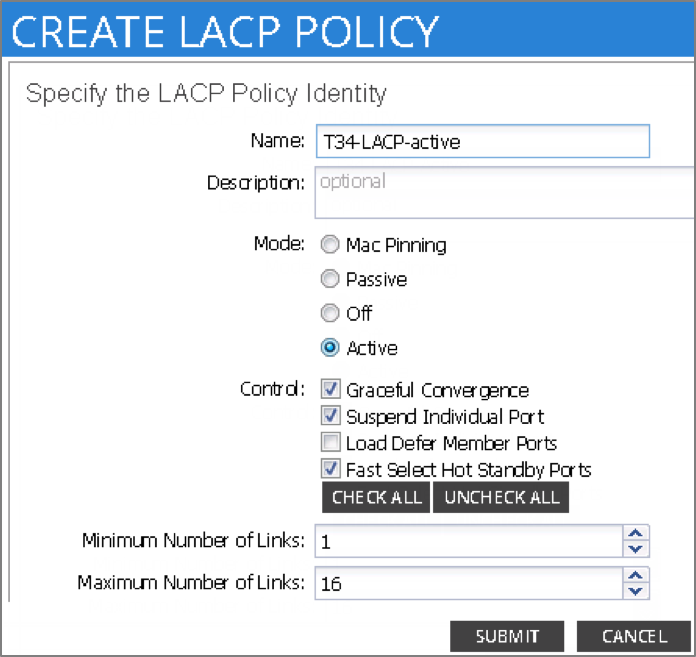 CREATE LACP POLICY
Specify the LACP Policy Identity
Name: T34-LACP-active
Description: optional
Mode: Mac Pinning
Passive
Off
Active
Control: Graceful Convergence
Suspend Individual Port
Load Defer Member Ports
Fast Select Hot Standby Ports
CHECK ALL UNCHECK ALL
Minimum Number of Links: 1
Maximum Number of Links: 16
SUBMIT CANCEL